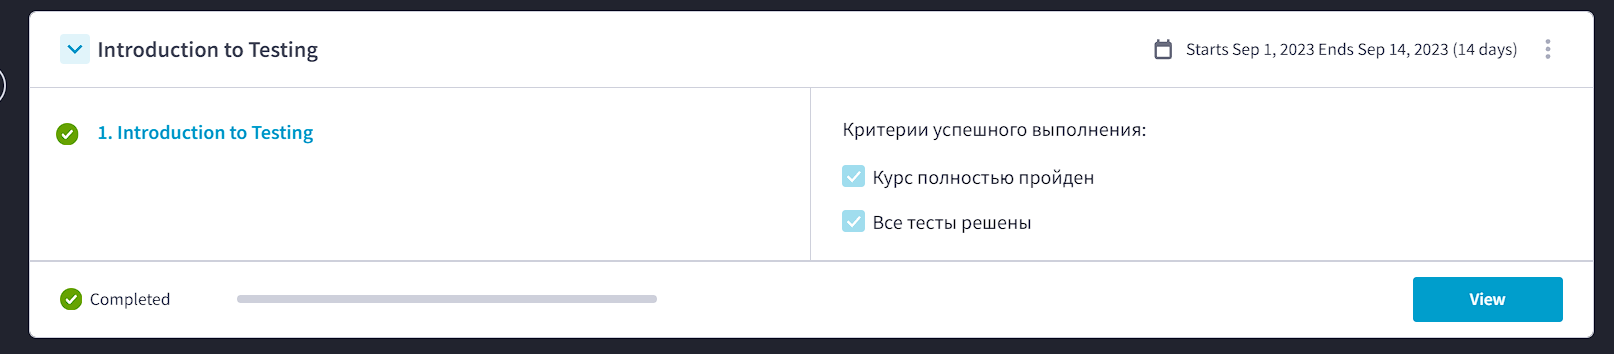 Introduction to Testing
Starts Sep 1, 2023 Ends Sep 14, 2023 (14 days)
1. Introduction to Testing
Критерии успешного выполнения:
Курс полностью пройден
Все тесты решены
Completed
View